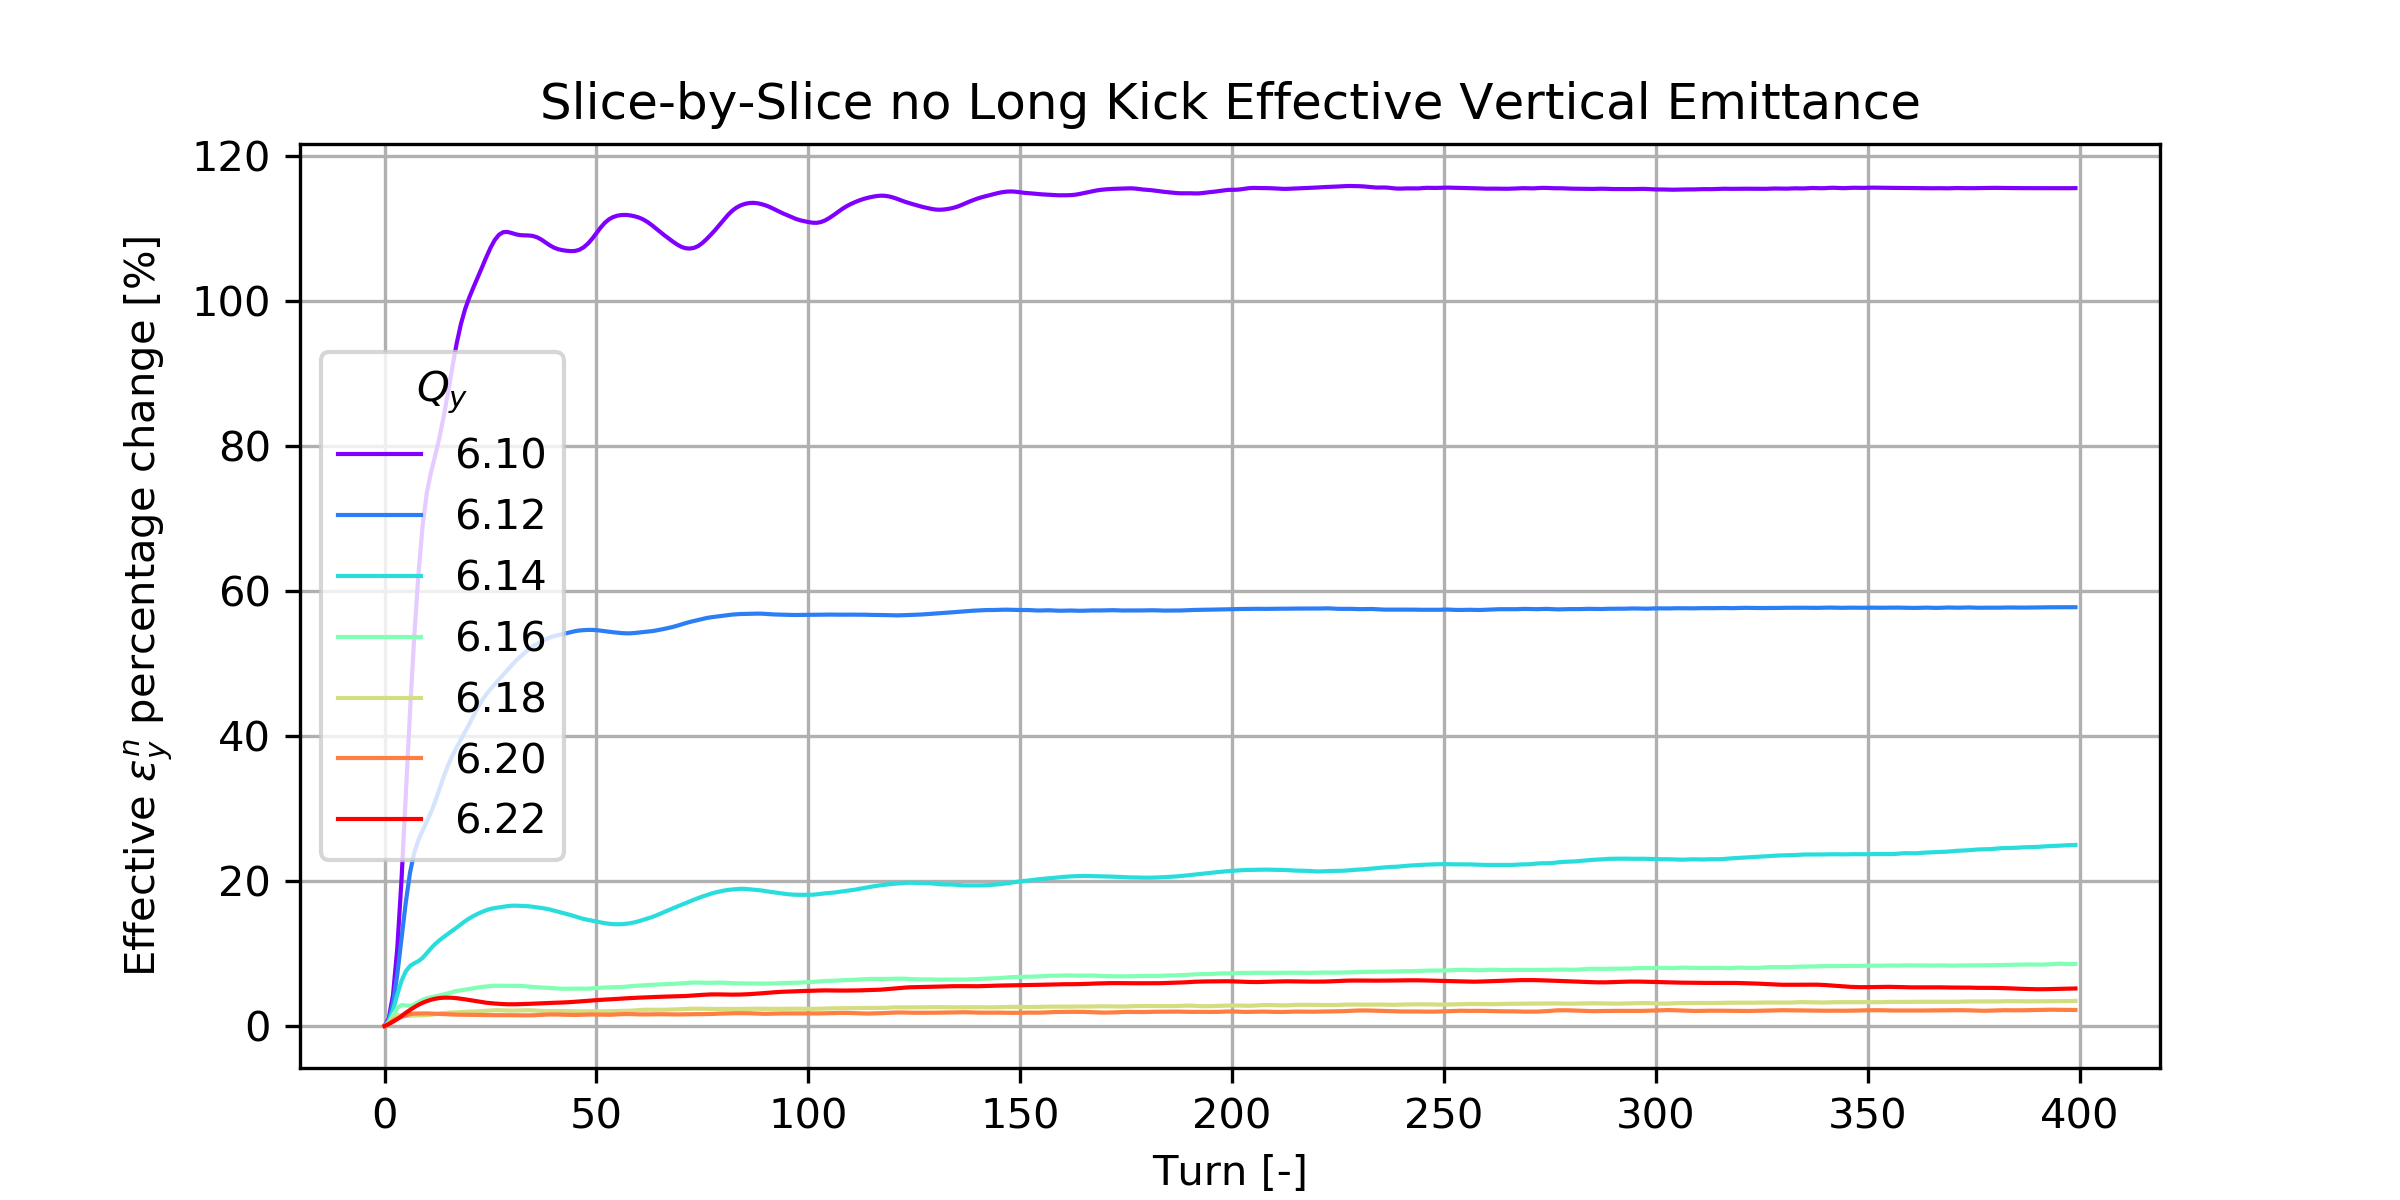 Slice-by-Slice no Long Kick Effective Vertical Emittance
Effective ε_y^n percentage change [%]
120
100
80
60
40
20
0
Q_y
6.10
6.12
6.14
6.16
6.18
6.20
6.22
0 50 100 150 200 250 300 350 400
Turn [-]